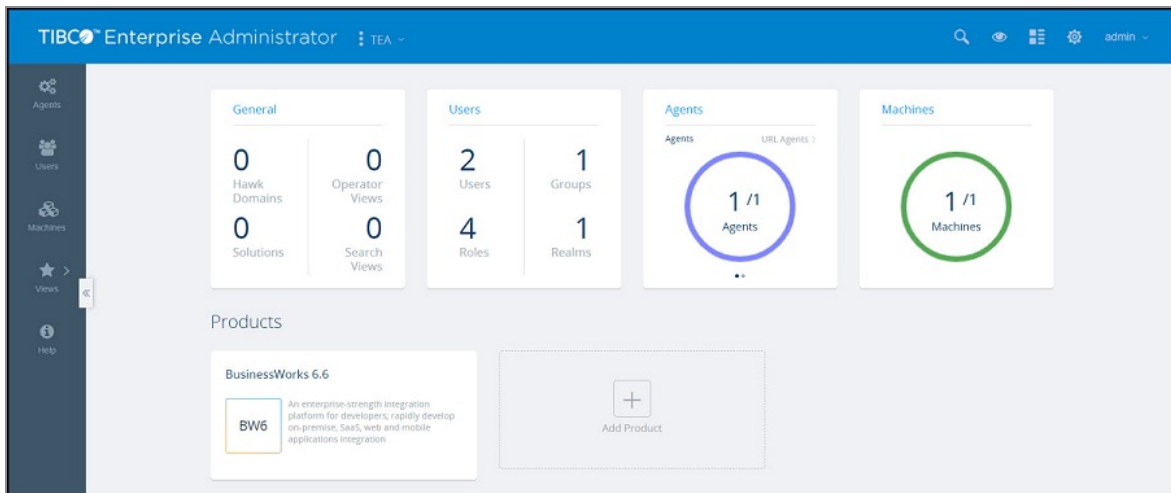 TIBCO™ Enterprise Administrator
TEA
admin
Agents
Users
Machines
Views
Help
General
0
Hawk
Domains
0
Operator
Views
0
Solutions
0
Search
Views
Users
2
Users
1
Groups
4
Roles
1
Realms
Agents
Agents URL Agents
1 /1
Agents
Machines
1 /1
Machines
Products
BusinessWorks 6.6
BW6
An enterprise-strength integration
platform for developers; rapidly develop
on-premise, SaaS, web and mobile
applications integration
Add Product